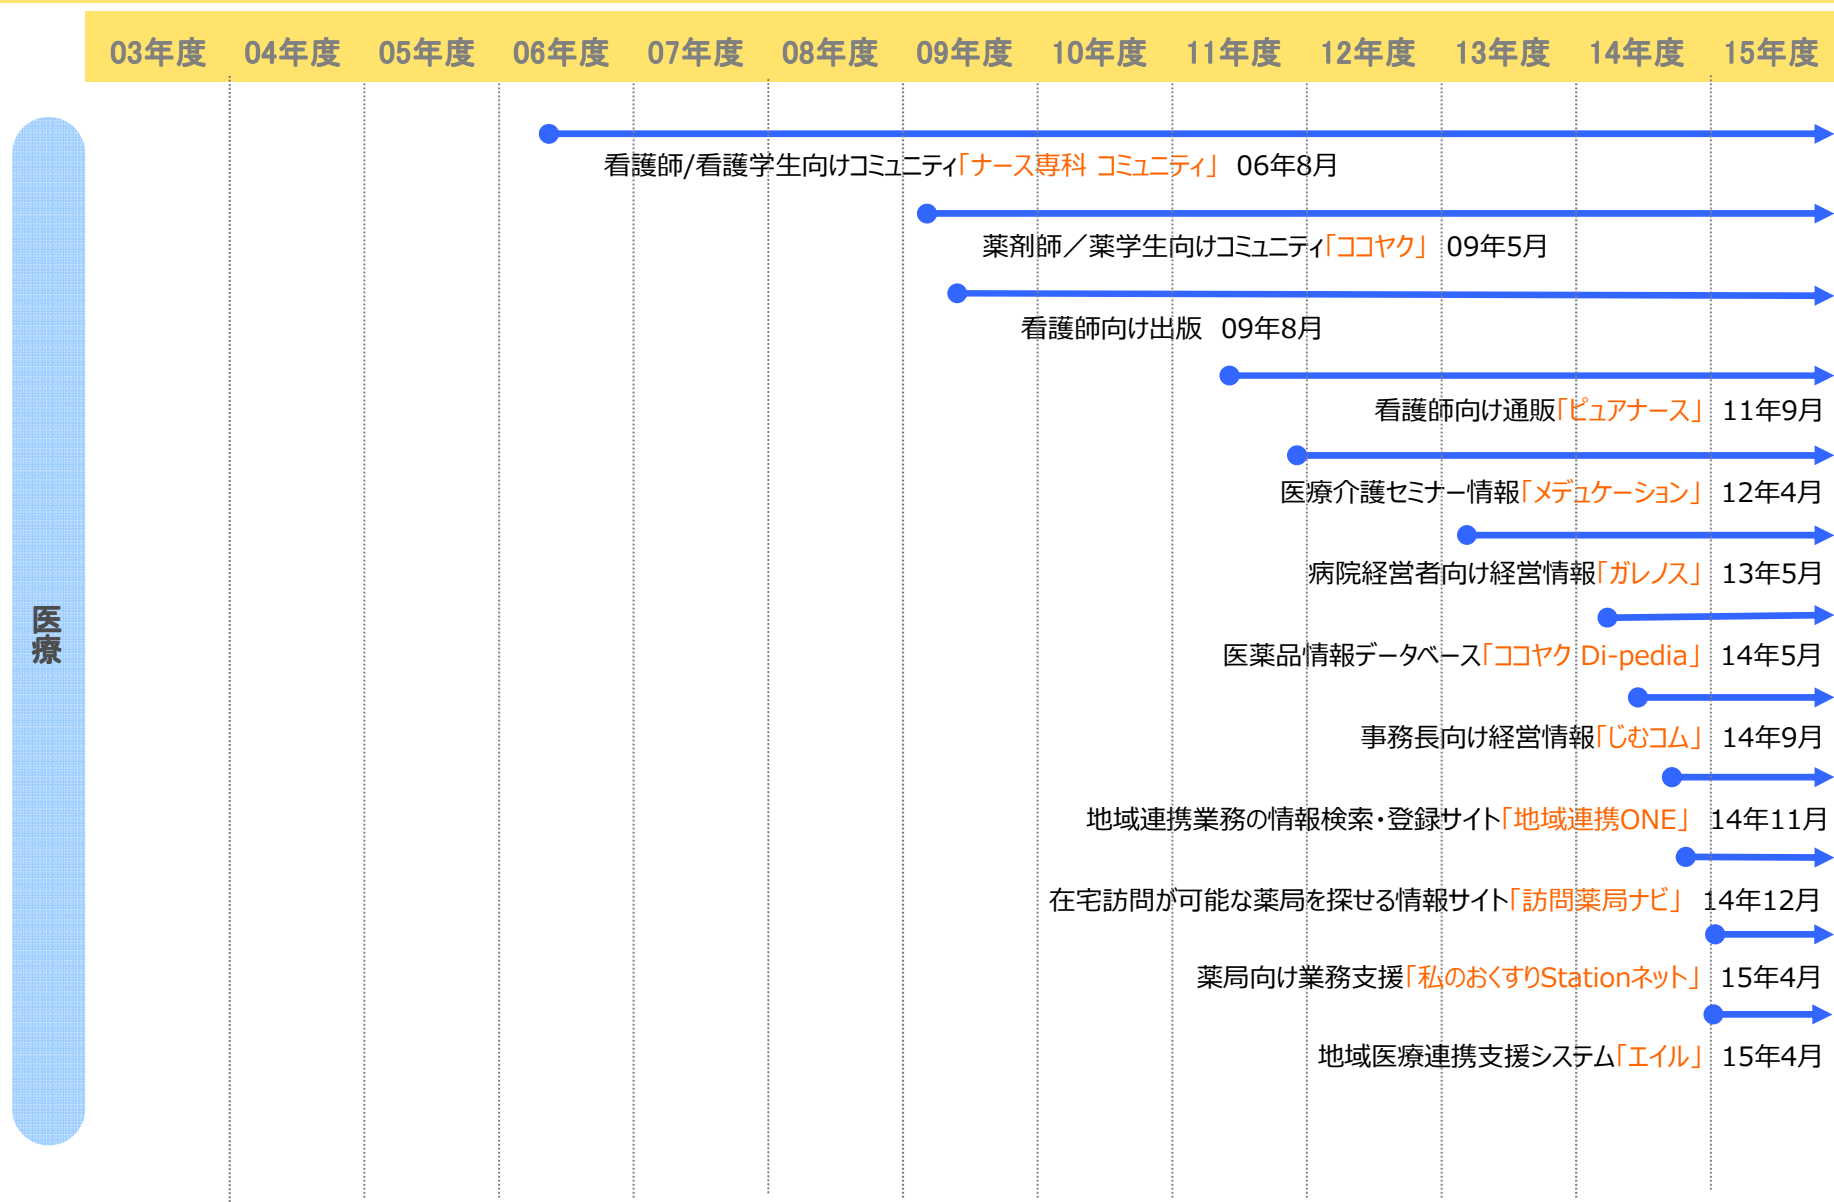 03年度 04年度 05年度 06年度 07年度 08年度 09年度 10年度 11年度 12年度 13年度 14年度 15年度
医療
看護師/看護学生向けコミュニティ「ナース専科 コミュニティ」 06年8月
薬剤師／薬学生向けコミュニティ「ココヤク」 09年5月
看護師向け出版 09年8月
看護師向け通販「ピュアナース」 11年9月
医療介護セミナー情報「メデュケーション」 12年4月
病院経営者向け経営情報「ガレノス」 13年5月
医薬品情報データベース「ココヤク Di-pedia」 14年5月
事務長向け経営情報「じむコム」 14年9月
地域連携業務の情報検索・登録サイト「地域連携ONE」 14年11月
在宅訪問が可能な薬局を探せる情報サイト「訪問薬局ナビ」 14年12月
薬局向け業務支援「私のおくすりStationネット」 15年4月
地域医療連携支援システム「エイル」 15年4月